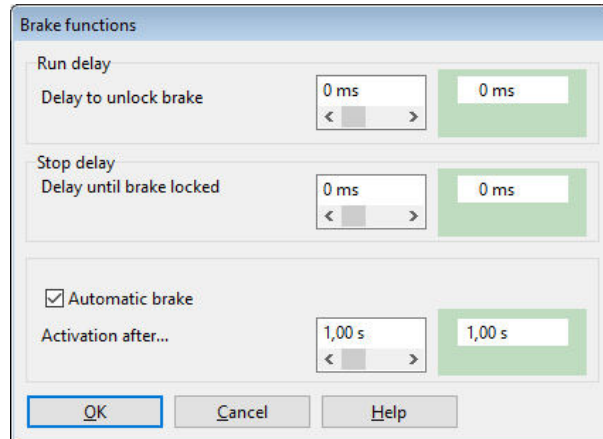 Brake functions
Run delay
Delay to unlock brake
0 ms
0 ms
Stop delay
Delay until brake locked
0 ms
0 ms
Automatic brake
Activation after...
1,00 s
1,00 s
OK
Cancel
Help